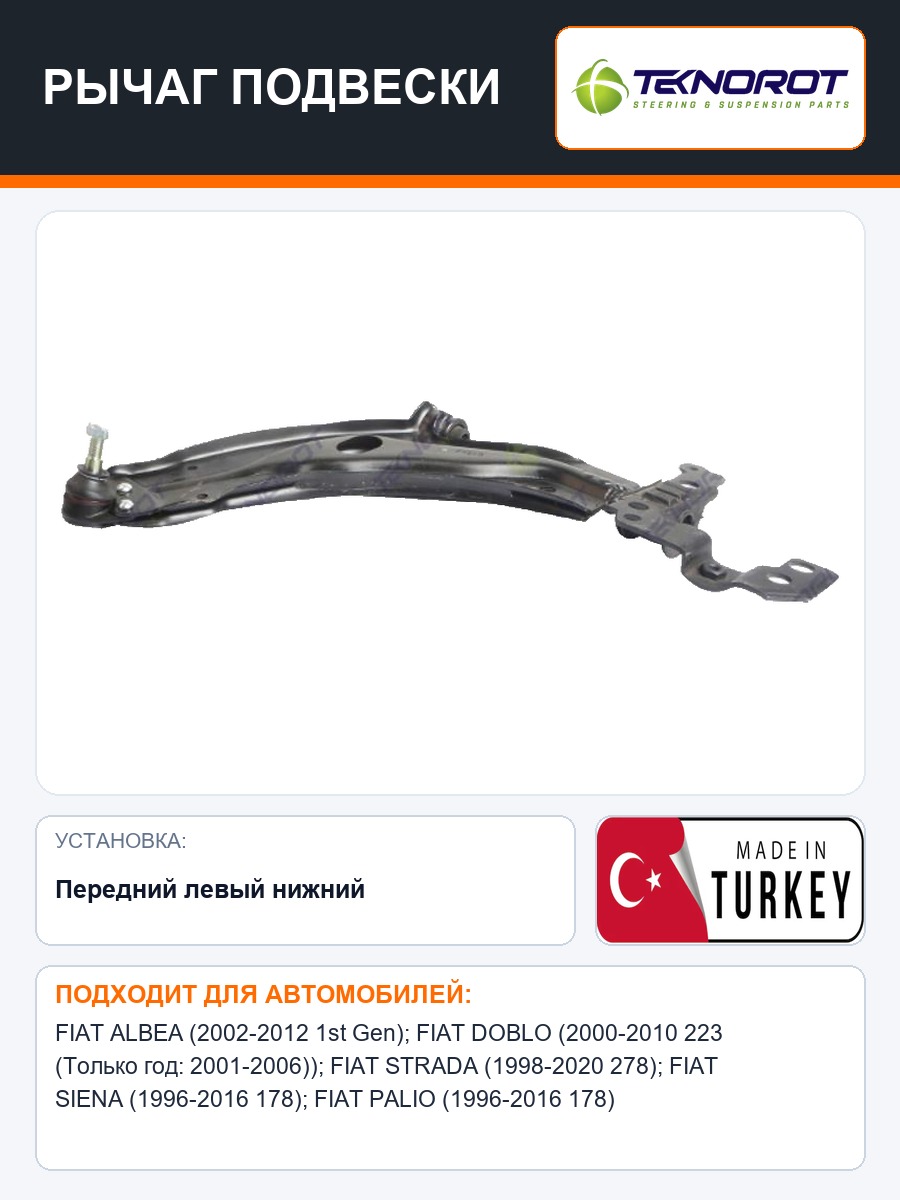 РЫЧАГ ПОДВЕСКИ
TEKNOROT
STEERING & SUSPENSION PARTS
УСТАНОВКА:
Передний левый нижний
MADE IN
TURKEY
ПОДХОДИТ ДЛЯ АВТОМОБИЛЕЙ:
FIAT ALBEA (2002-2012 1st Gen); FIAT DOBLO (2000-2010 223
(Только год: 2001-2006)); FIAT STRADA (1998-2020 278); FIAT
SIENA (1996-2016 178); FIAT PALIO (1996-2016 178)